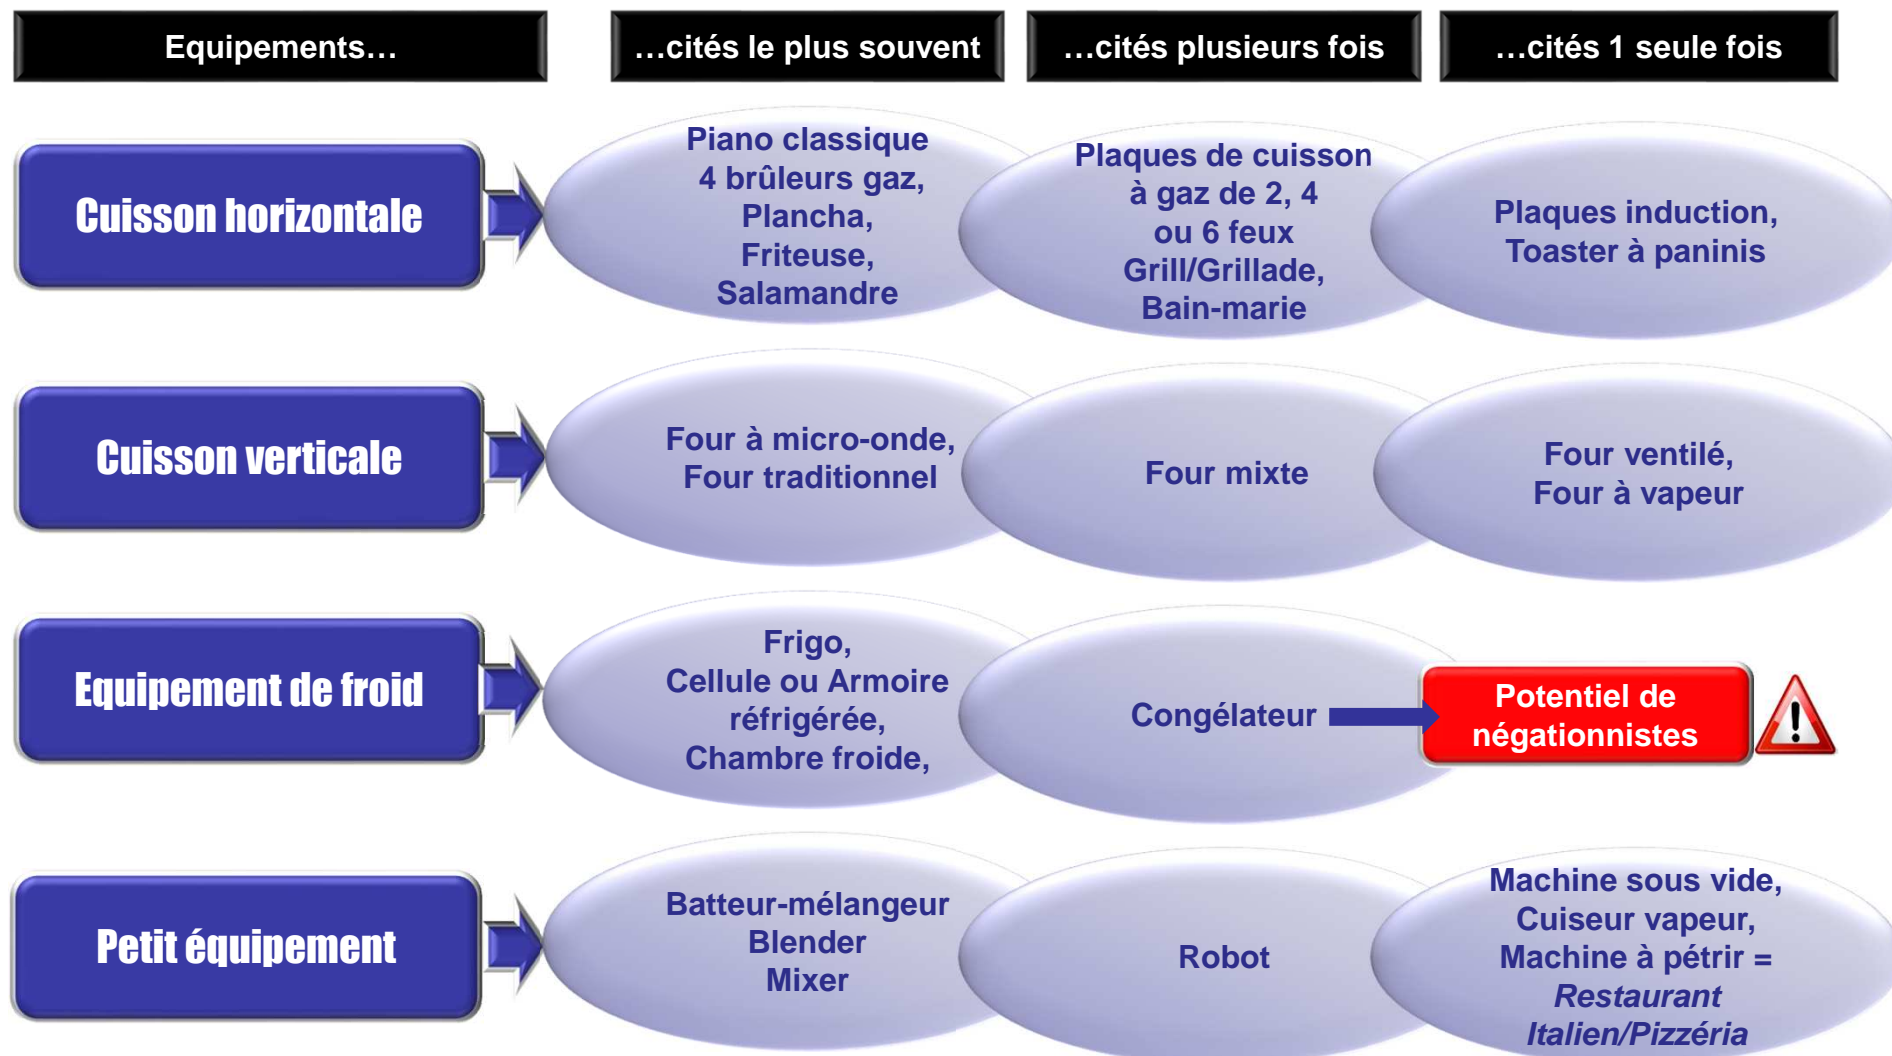 Equipements…
…cités le plus souvent
…cités plusieurs fois
…cités 1 seule fois
Cuisson horizontale
Piano classique
4 brûleurs gaz,
Plancha,
Friteuse,
Salamandre
Plaques de cuisson
à gaz de 2, 4
ou 6 feux
Grill/Grillade,
Bain-marie
Plaques induction,
Toaster à paninis
Cuisson verticale
Four à micro-onde,
Four traditionnel
Four mixte
Four ventilé,
Four à vapeur
Equipement de froid
Frigo,
Cellule ou Armoire
réfrigérée,
Chambre froide,
Congélateur
Potentiel de
négationnistes
Petit équipement
Batteur-mélangeur
Blender
Mixer
Robot
Machine sous vide,
Cuiseur vapeur,
Machine à pétrir =
Restaurant
Italien/Pizzéria